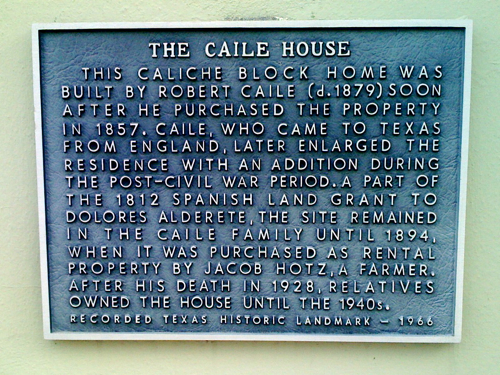 THE CAILE HOUSE
THIS CALICHE BLOCK HOME WAS
BUILT BY ROBERT CAILE (d.1879) SOON
AFTER HE PURCHASED THE PROPERTY
IN 1857. CAILE, WHO CAME TO TEXAS
FROM ENGLAND, LATER ENLARGED THE
RESIDENCE WITH AN ADDITION DURING
THE POST-CIVIL WAR PERIOD. A PART OF
THE 1812 SPANISH LAND GRANT TO
DOLORES ALDERETE, THE SITE REMAINED
IN THE CAILE FAMILY UNTIL 1894,
WHEN IT WAS PURCHASED AS RENTAL
PROPERTY BY JACOB HOTZ, A FARMER.
AFTER HIS DEATH IN 1928, RELATIVES
OWNED THE HOUSE UNTIL THE 1940s.
RECORDED TEXAS HISTORIC LANDMARK - 1966